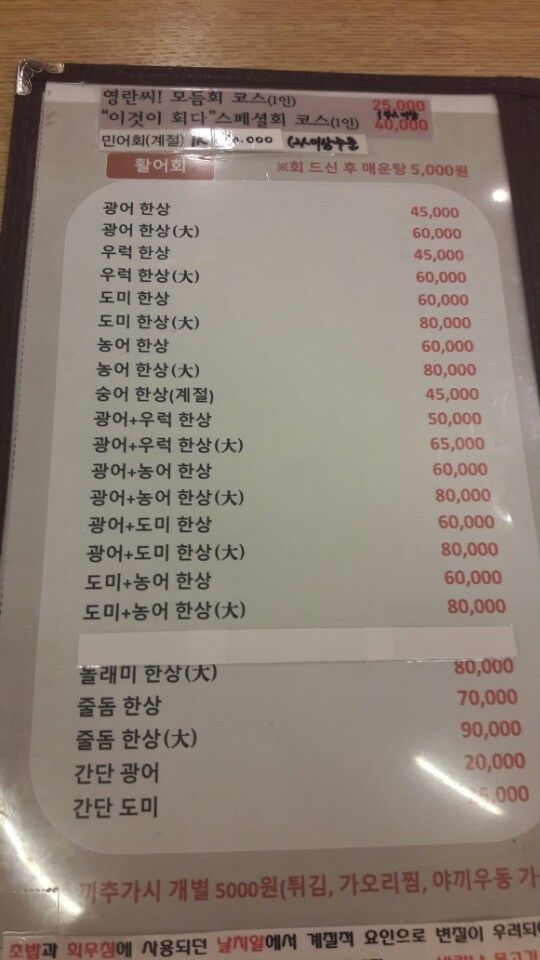 영란씨! 모듬회 코스(1인) 25,000
"이것이 회다"스페셜회 코스(1인) 40,000
민어회(계절)
활어회 ※회 드신 후 매운탕 5,000원
광어 한상 45,000
광어 한상(大) 60,000
우럭 한상 45,000
우럭 한상(大) 60,000
도미 한상 60,000
도미 한상(大) 80,000
농어 한상 60,000
농어 한상(大) 80,000
숭어 한상(계절) 45,000
광어+우럭 한상 50,000
광어+우럭 한상(大) 65,000
광어+농어 한상 60,000
광어+농어 한상(大) 80,000
광어+도미 한상 60,000
광어+도미 한상(大) 80,000
도미+농어 한상 60,000
도미+농어 한상(大) 80,000
놀래미 한상(大) 80,000
줄돔 한상 70,000
줄돔 한상(大) 90,000
간단 광어 20,000
간단 도미
끼추가시 개별 5000원(튀김, 가오리찜, 야끼우동
초밥과 회무침에 사용되던 날치알에서 계절적 요인으로 변질이 우려되어